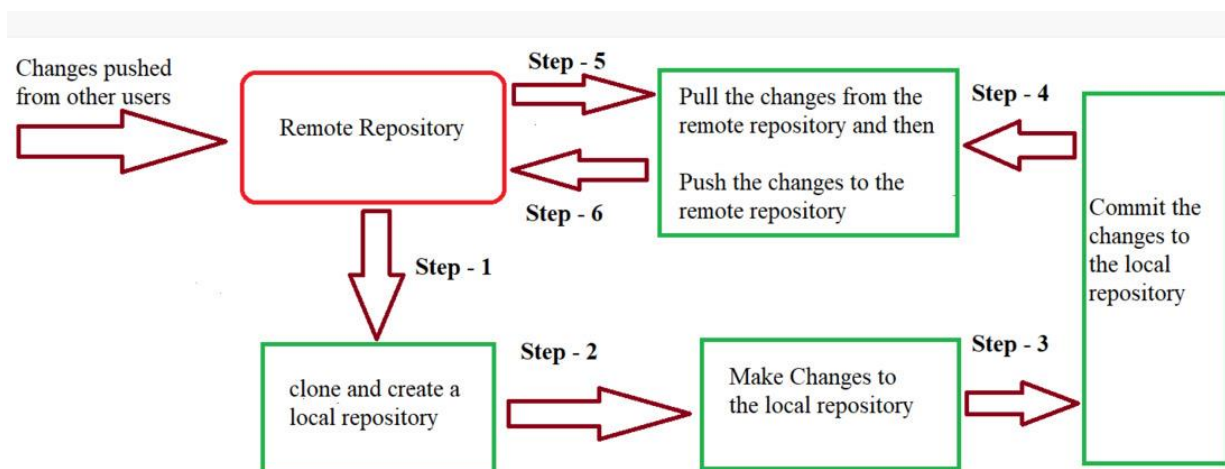 Changes pushed
from other users
Remote Repository
Step - 5
Pull the changes from the
remote repository and then
Push the changes to the
remote repository
Step - 4
Step - 6
Commit the
changes to
the local
repository
Step - 1
clone and create a
local repository
Step - 2
Make Changes to
the local repository
Step - 3